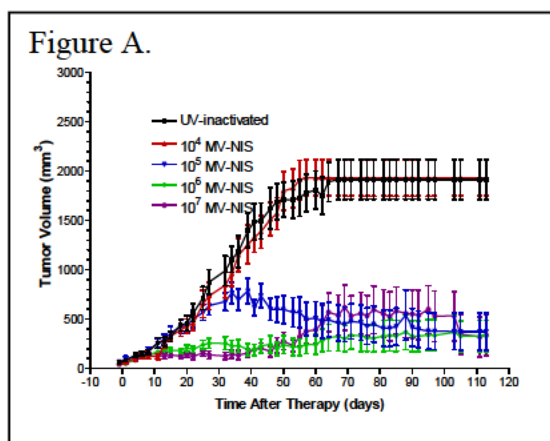 Figure A.
3000
2500
2000
1500
1000
500
0
Tumor Volume (mm³)
UV-inactivated
10⁴ MV-NIS
10⁵ MV-NIS
10⁶ MV-NIS
10⁷ MV-NIS
-10 0 10 20 30 40 50 60 70 80 90 100 110 120
Time After Therapy (days)